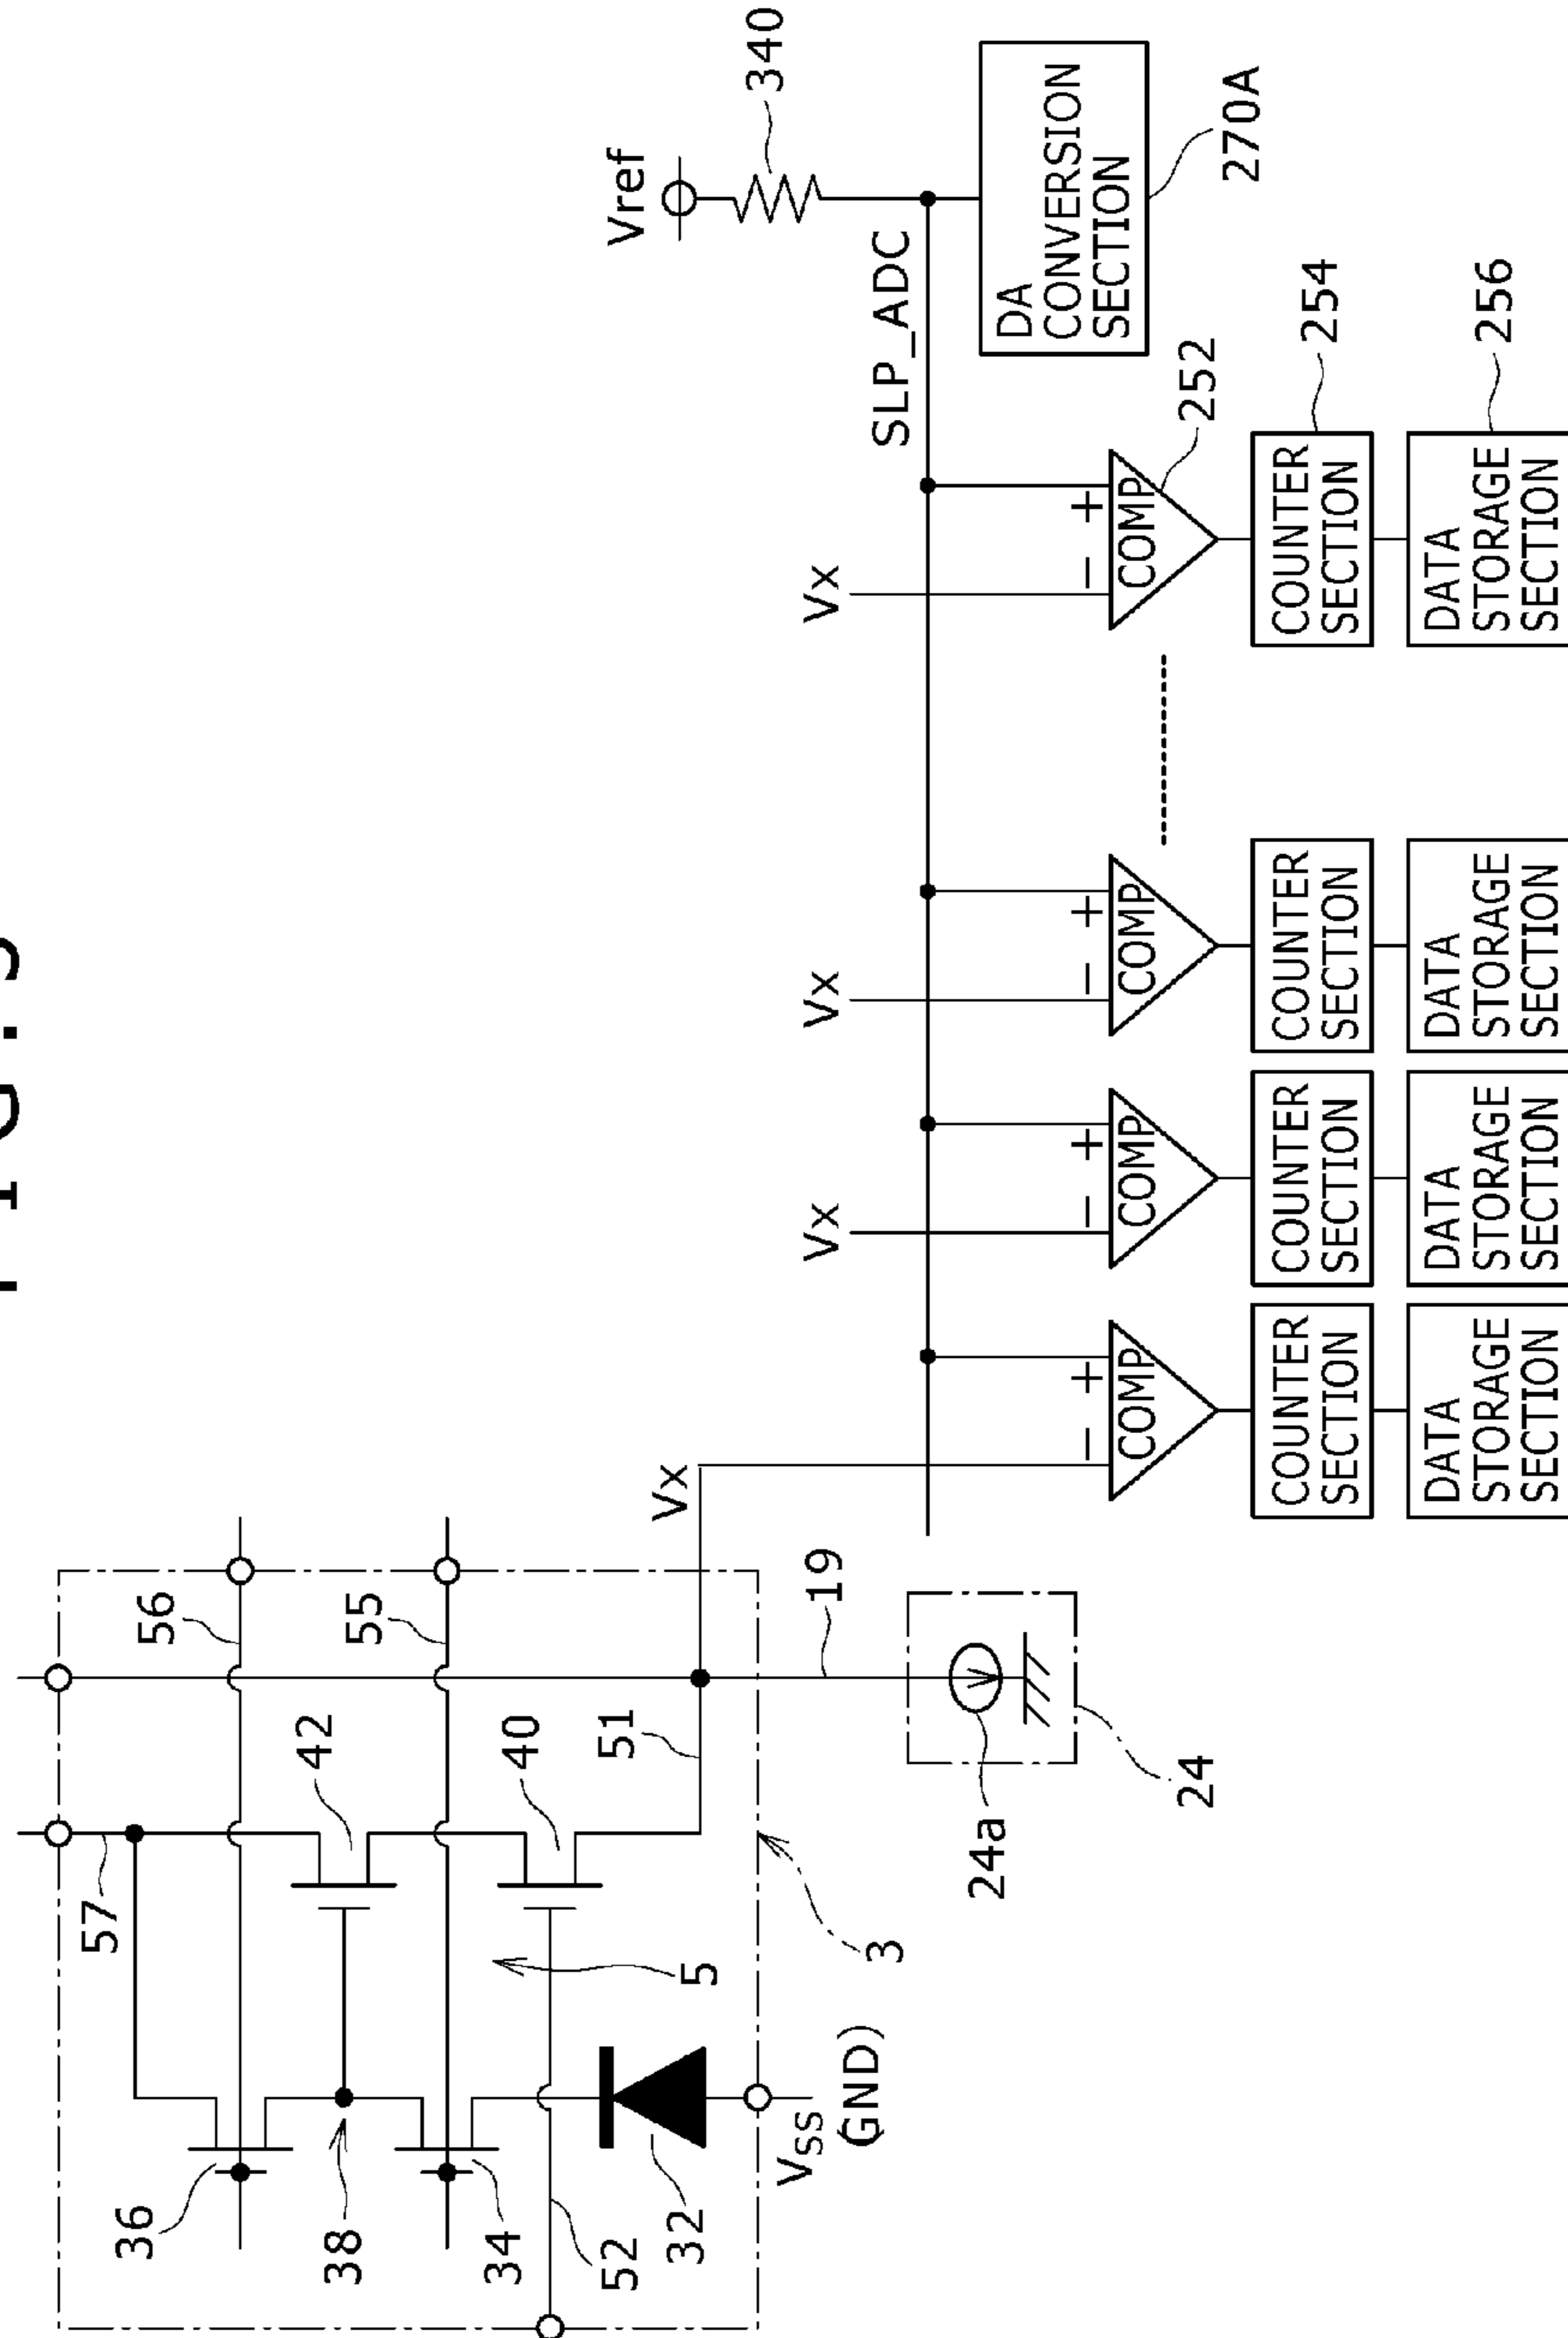 57
36
56
42
38
55
34
40
52
51
Vref
32
5
Vx
340
VSS
(GND)
19
Vx
Vx
Vx
3
SLP_ADC
24a
DA
CONVERSION
SECTION
− +
− +
− +
− +
COMP
COMP
COMP
COMP
24
252
270A
COUNTER
SECTION
COUNTER
SECTION
COUNTER
SECTION
COUNTER
SECTION
254
DATA
STORAGE
SECTION
DATA
STORAGE
SECTION
DATA
STORAGE
SECTION
DATA
STORAGE
SECTION
256